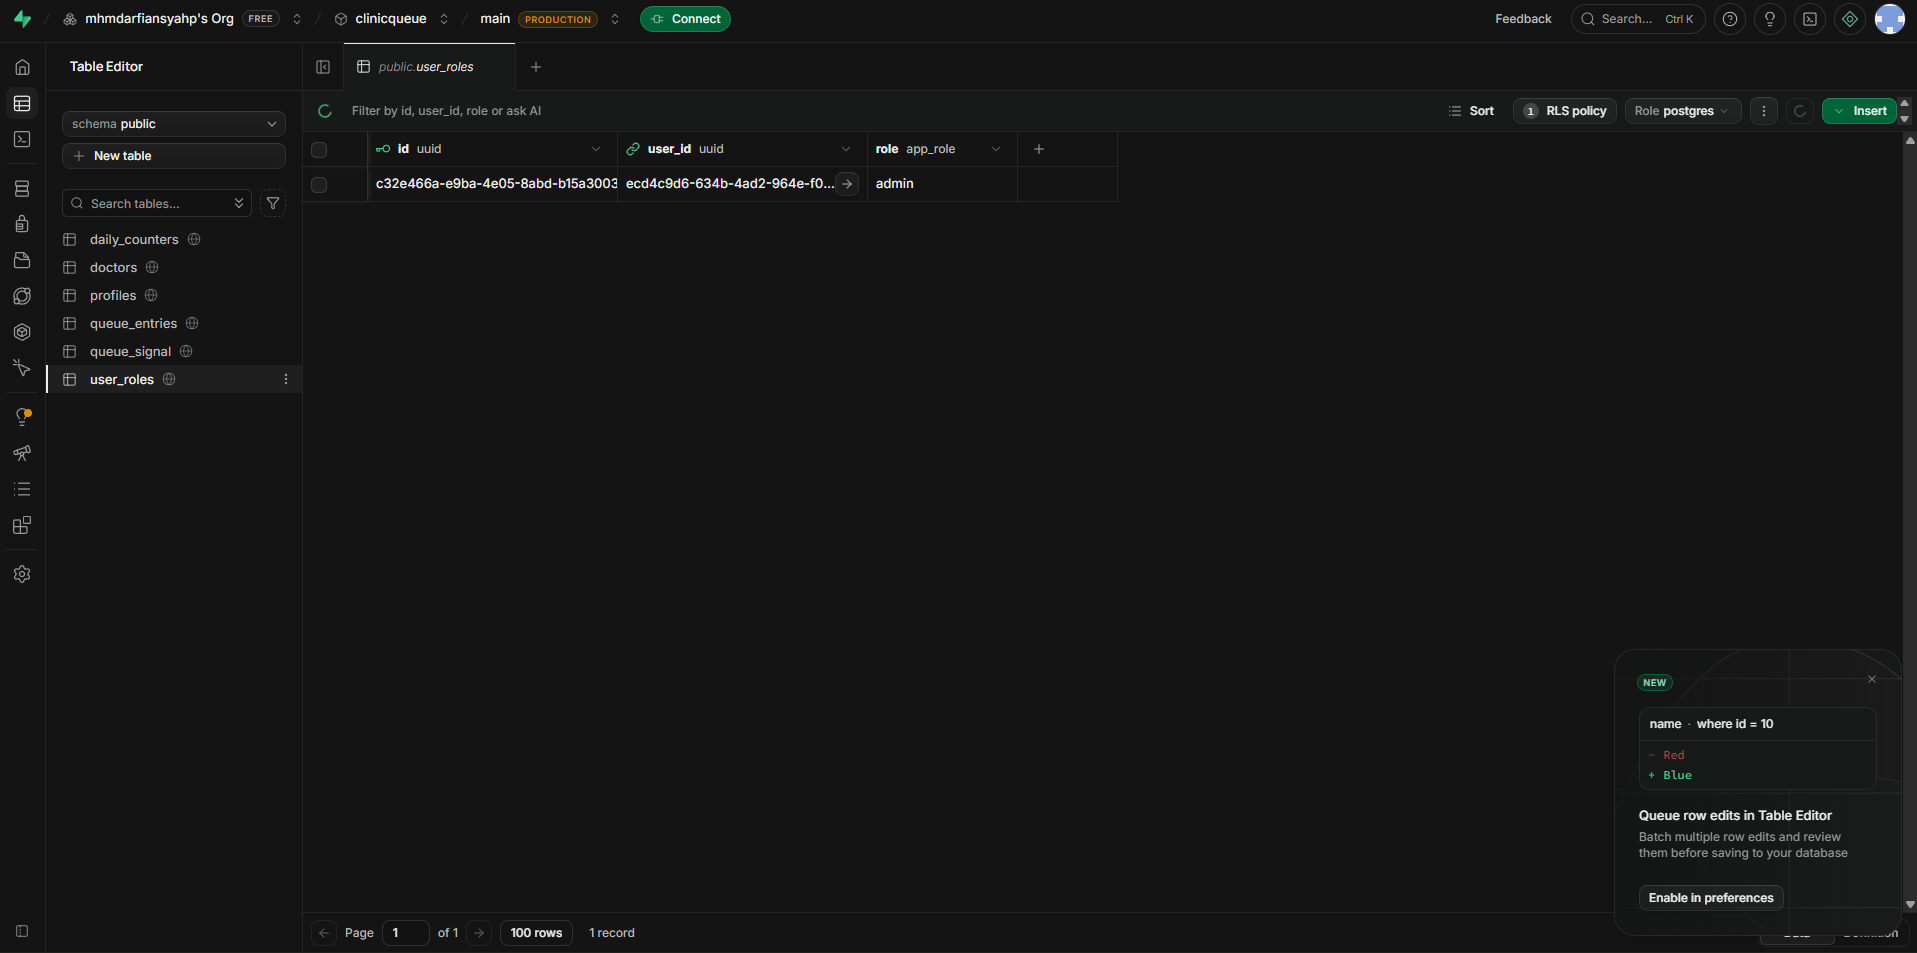 mhmdarfiansyahp's Org FREE
clinicqueue
main PRODUCTION
Connect
Feedback
Search... Ctrl K
Table Editor
public.user_roles
schema public
New table
Search tables...
daily_counters
doctors
profiles
queue_entries
queue_signal
user_roles
Filter by id, user_id, role or ask AI
Sort
1 RLS policy
Role postgres
Insert
id uuid
user_id uuid
role app_role
c32e466a-e9ba-4e05-8abd-b15a3003
ecd4c9d6-634b-4ad2-964e-f0...
admin
NEW
name · where id = 10
- Red
+ Blue
Queue row edits in Table Editor
Batch multiple row edits and review
them before saving to your database
Enable in preferences
Page 1 of 1
100 rows
1 record